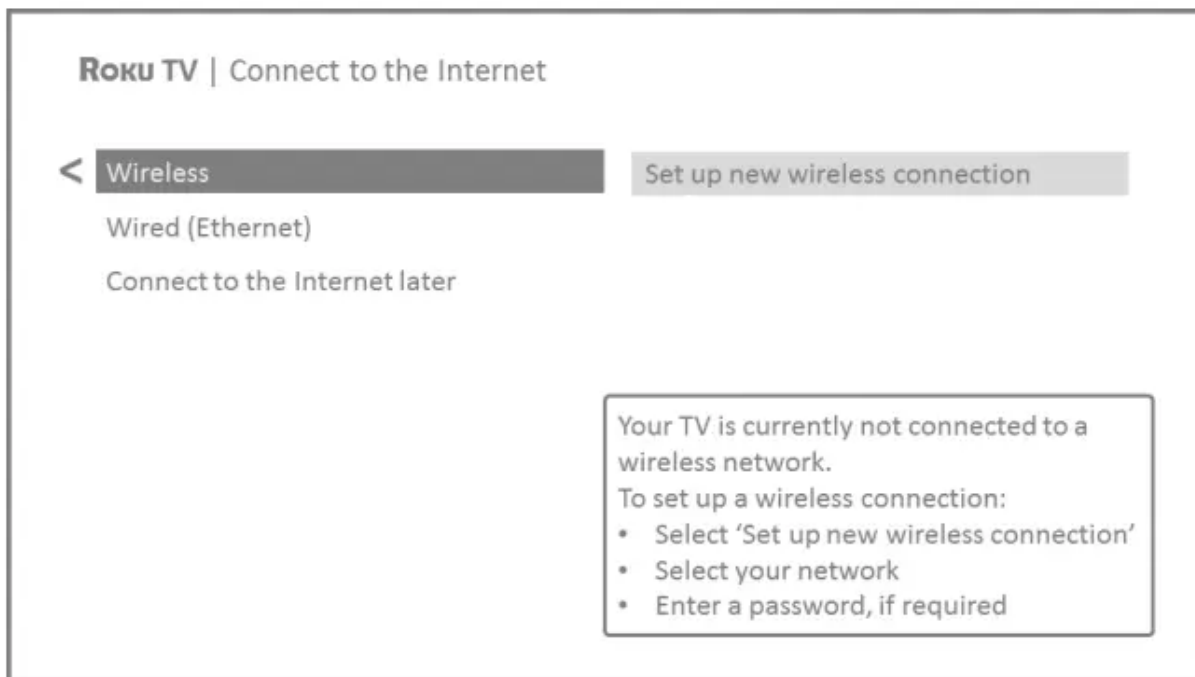 ROKU TV | Connect to the Internet
< Wireless
Set up new wireless connection
Wired (Ethernet)
Connect to the Internet later
Your TV is currently not connected to a
wireless network.
To set up a wireless connection:
• Select ‘Set up new wireless connection’
• Select your network
• Enter a password, if required